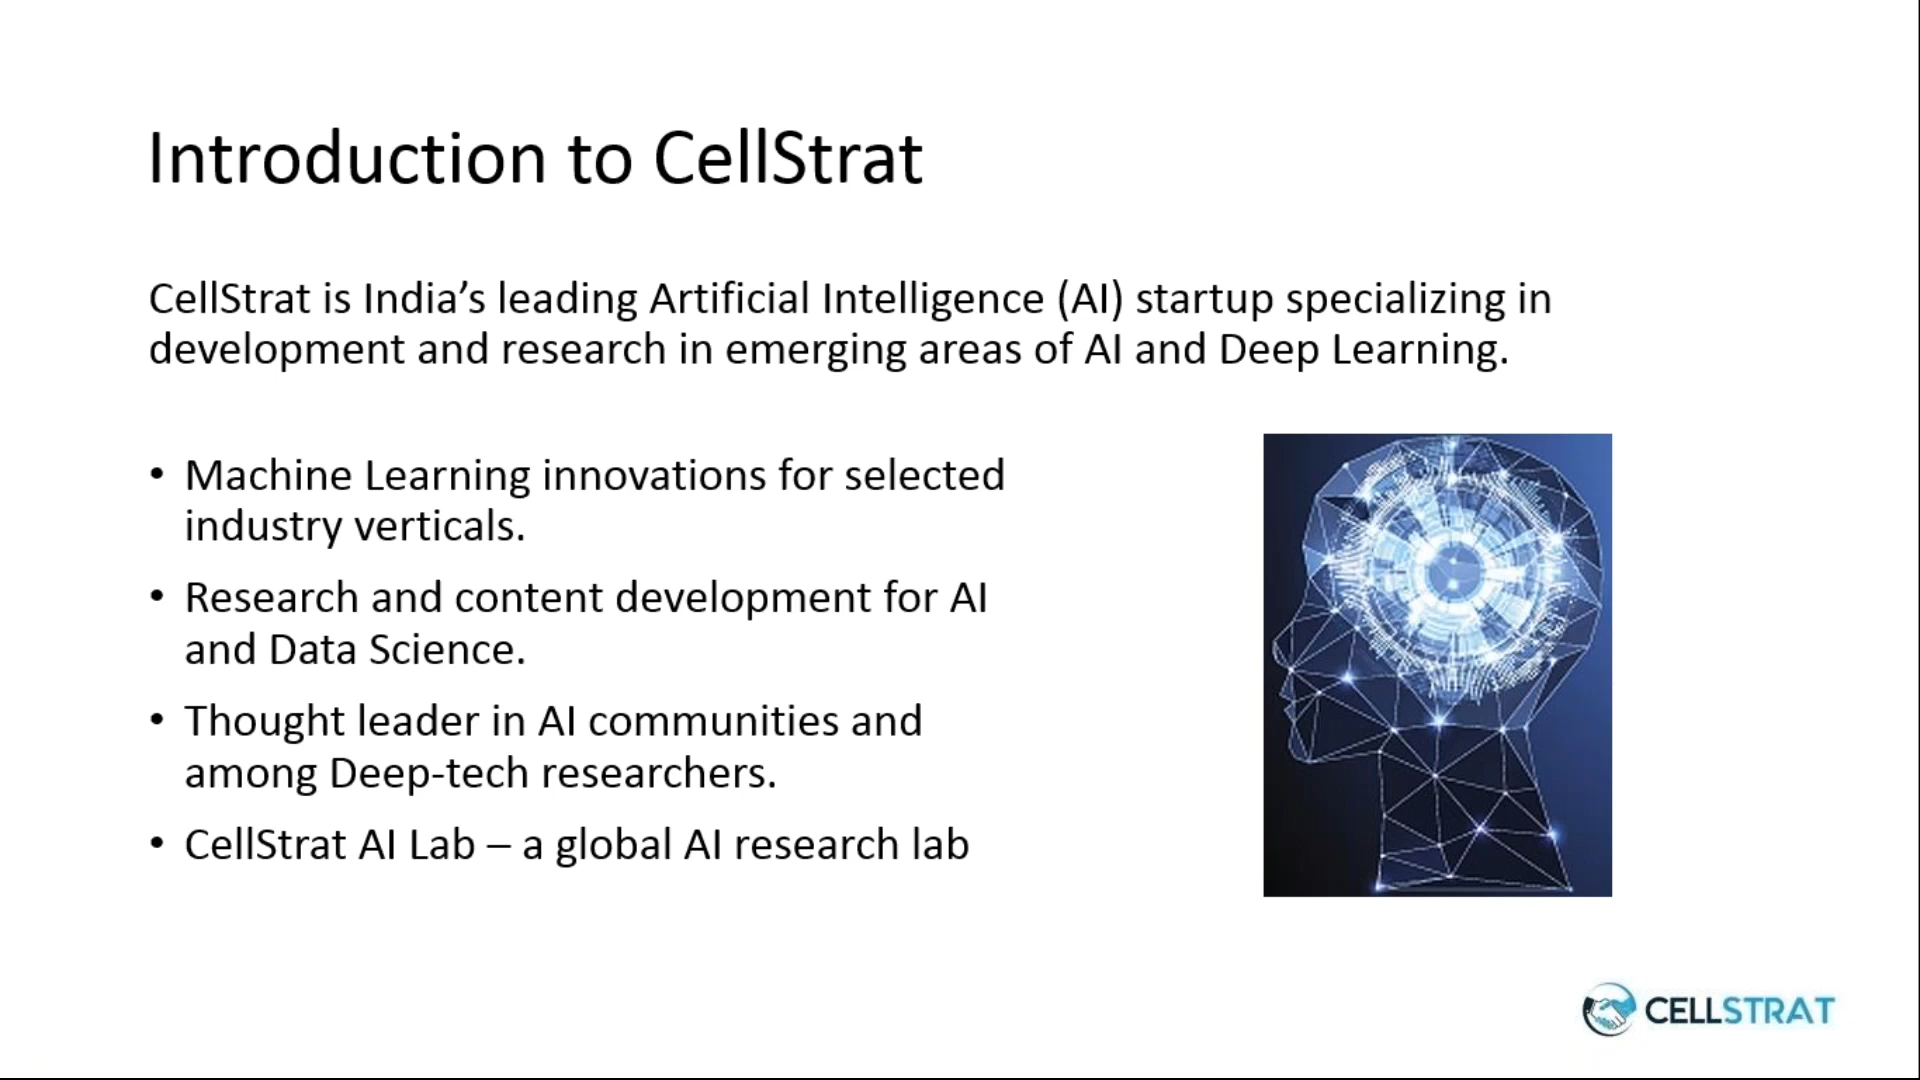 Introduction to CellStrat
CellStrat is India’s leading Artificial Intelligence (AI) startup specializing in
development and research in emerging areas of AI and Deep Learning.
• Machine Learning innovations for selected
industry verticals.
• Research and content development for AI
and Data Science.
• Thought leader in AI communities and
among Deep-tech researchers.
• CellStrat AI Lab – a global AI research lab
CELLSTRAT